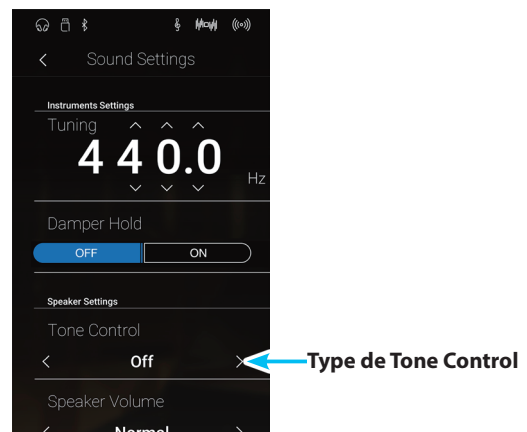 Sound Settings
Instruments Settings
Tuning
440.0
Hz
Damper Hold
OFF ON
Speaker Settings
Tone Control
Off
Type de Tone Control
Speaker Volume
Normal